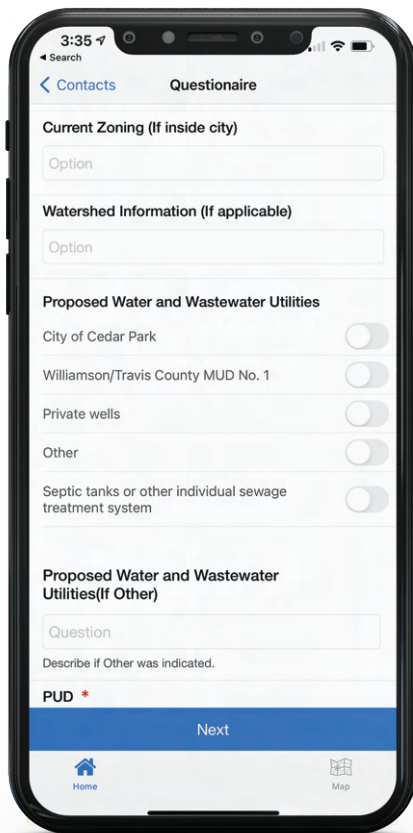 3:35
Search
Contacts
Questionaire
Current Zoning (If inside city)
Option
Watershed Information (If applicable)
Option
Proposed Water and Wastewater Utilities
City of Cedar Park
Williamson/Travis County MUD No. 1
Private wells
Other
Septic tanks or other individual sewage
treatment system
Proposed Water and Wastewater
Utilities(If Other)
Question
Describe if Other was indicated.
PUD *
Next
Home
Map